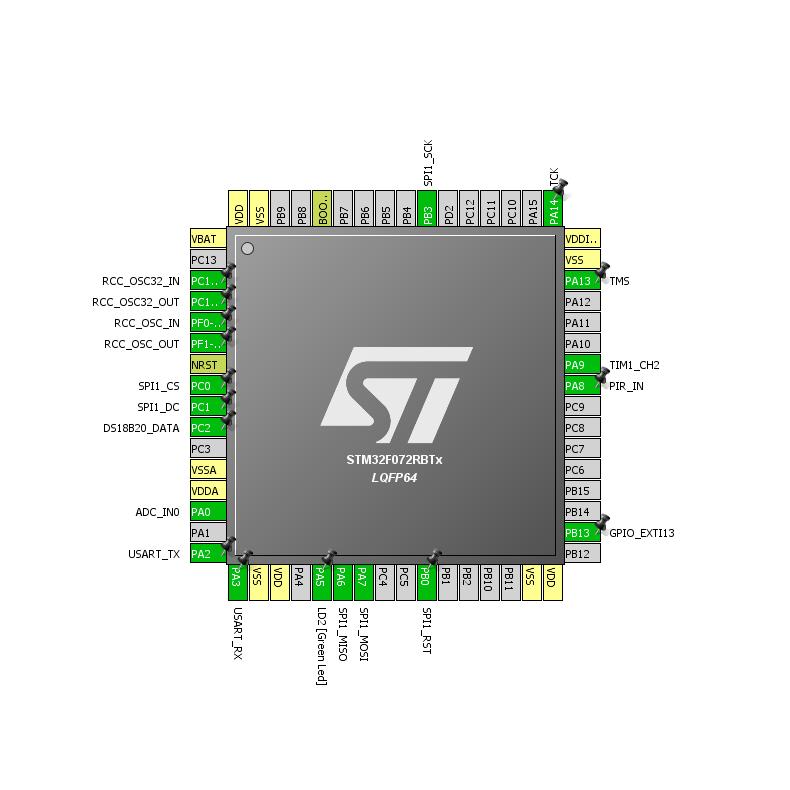 SPI1_SCK
TCK
VDD
VSS
PB9
PB8
BOO..
PB7
PB6
PB5
PB4
PB3
PD2
PC12
PC11
PC10
PA15
PA14-
VBAT
PC13
RCC_OSC32_IN PC1..
RCC_OSC32_OUT PC1..
RCC_OSC_IN PF0-..
RCC_OSC_OUT PF1-..
NRST
SPI1_CS PC0
SPI1_DC PC1
DS18B20_DATA PC2
PC3
VSSA
VDDA
ADC_IN0 PA0
PA1
USART_TX PA2
ST
STM32F072RBTx
LQFP64
VDDI..
VSS
PA13 TMS
PA12
PA11
PA10
PA9 TIM1_CH2
PA8 PIR_IN
PC9
PC8
PC7
PC6
PB15
PB14
PB13 GPIO_EXTI13
PB12
PA3
VSS
VDD
PA4
PA5
PA6
PA7
PC4
PC5
PB0
PB1
PB2
PB10
PB11
VSS
VDD
USART_RX
LD2 [Green Led]
SPI1_MISO
SPI1_MOSI
SPI1_RST